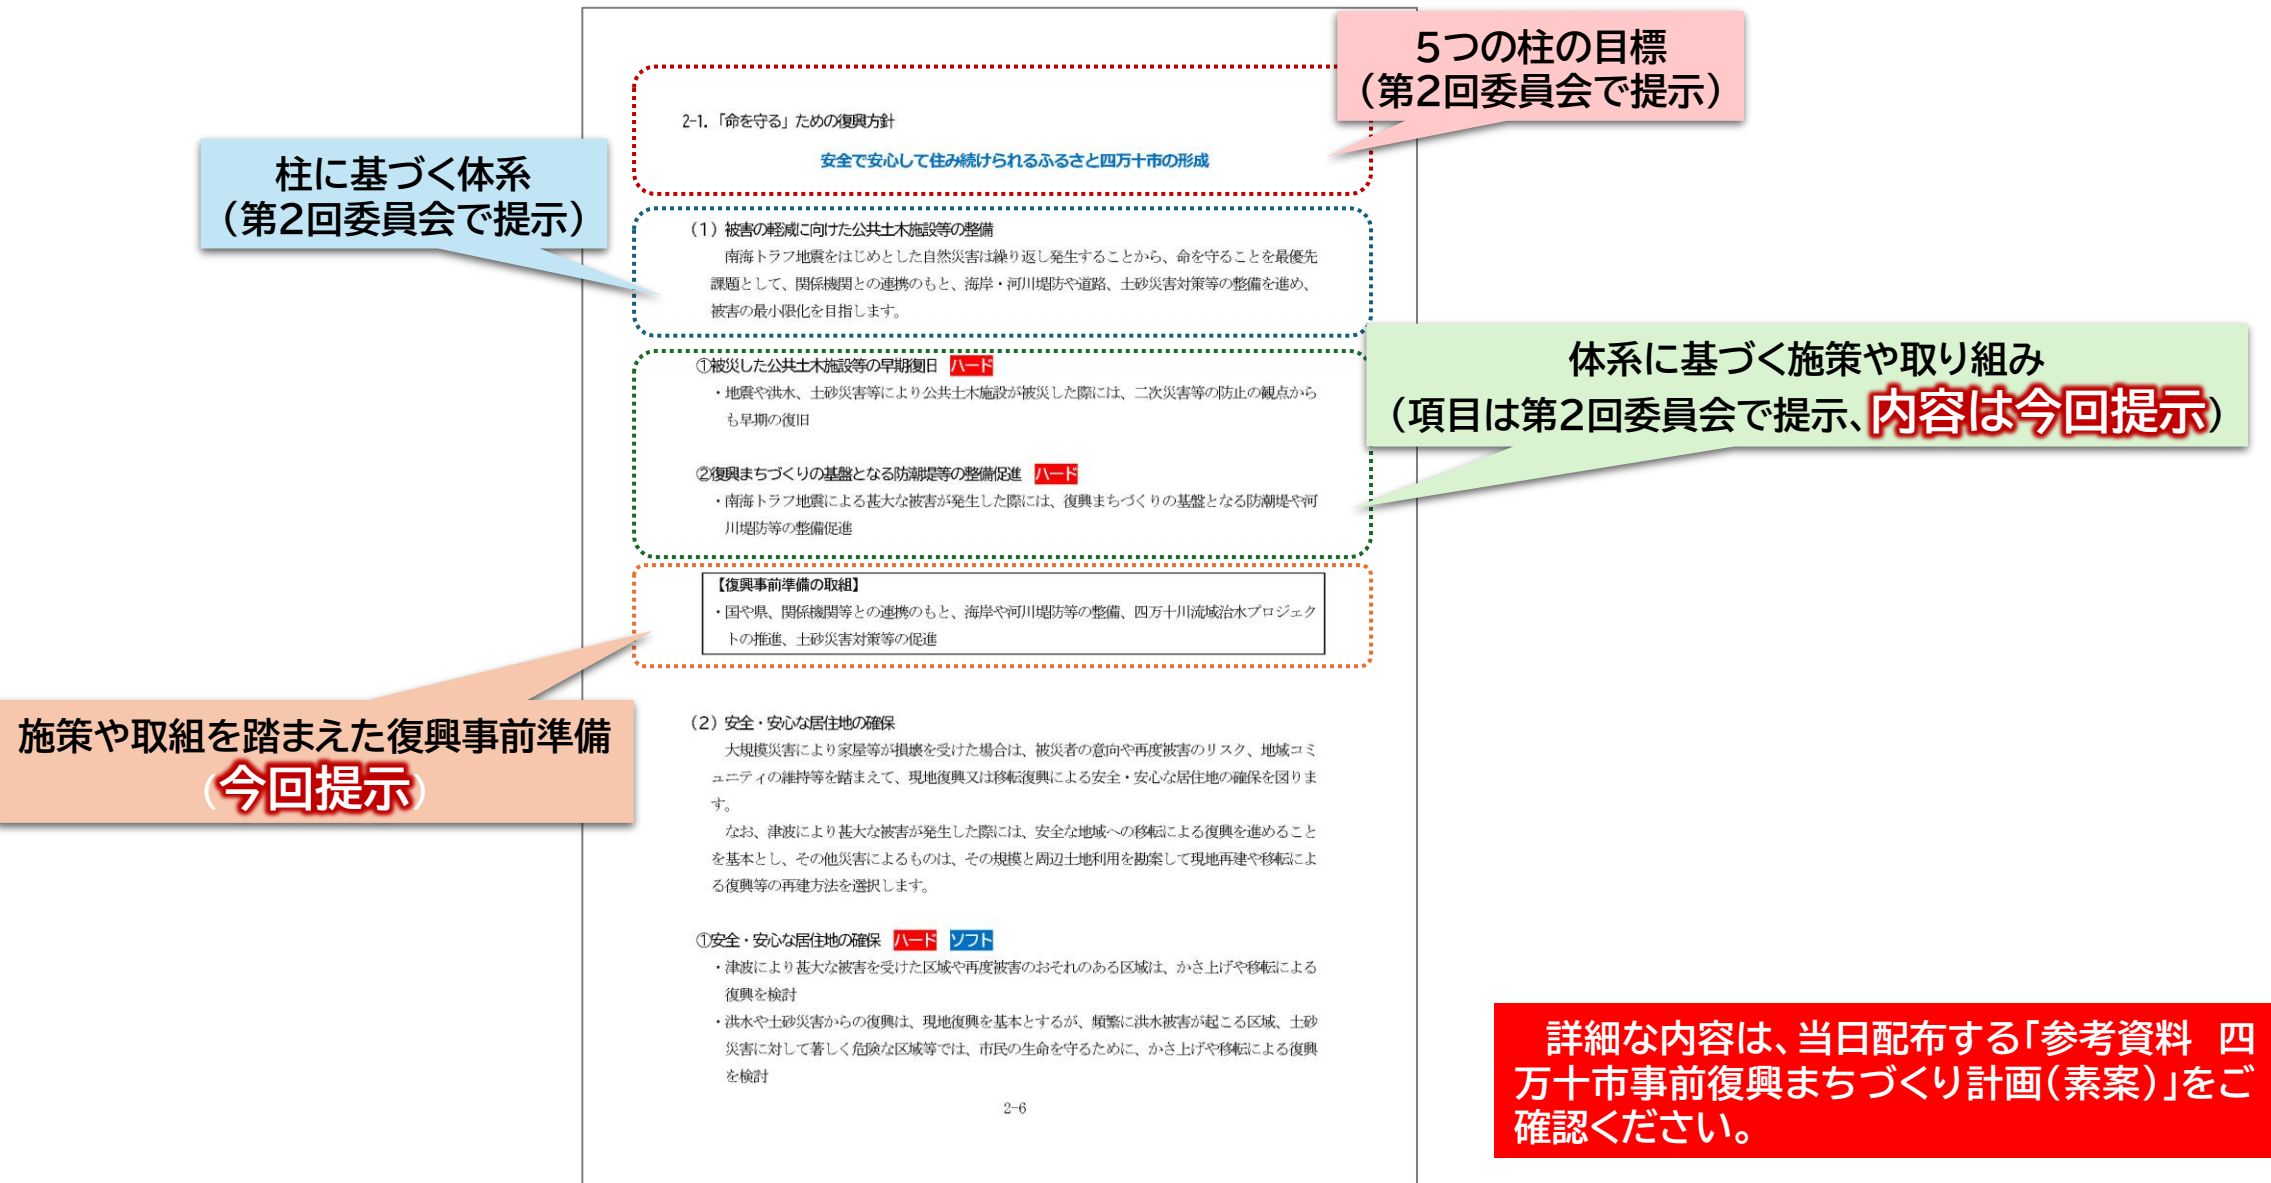 5つの柱の目標
(第2回委員会で提示)
2-1.「命を守る」ための復興方針
安全で安心して住み続けられるふるさと四万十市の形成
柱に基づく体系
(第2回委員会で提示)
(1)被害の軽減に向けた公共土木施設等の整備
南海トラフ地震をはじめとした自然災害は繰り返し発生することから、命を守ることを最優先
課題として、関係機関との連携のもと、海岸・河川堤防や道路、土砂災害対策等の整備を進め、
被害の最小限化を目指します。
①被災した公共土木施設等の早期復旧 ハード
・地震や洪水、土砂災害等により公共土木施設が被災した際には、二次災害等の防止の観点から
も早期の復旧
体系に基づく施策や取り組み
(項目は第2回委員会で提示、内容は今回提示)
②復興まちづくりの基盤となる防潮堤等の整備促進 ハード
・南海トラフ地震による甚大な被害が発生した際には、復興まちづくりの基盤となる防潮堤や河
川堤防等の整備促進
【復興事前準備の取組】
・国や県、関係機関等との連携のもと、海岸や河川堤防等の整備、四万十川流域治水プロジェク
トの推進、土砂災害対策等の促進
施策や取組を踏まえた復興事前準備
(今回提示)
(2)安全・安心な居住地の確保
大規模災害により家屋等が損壊を受けた場合は、被災者の意向や再度被害のリスク、地域コミ
ュニティの維持等を踏まえて、現地復興又は移転復興による安全・安心な居住地の確保を図りま
す。
なお、津波により甚大な被害が発生した際には、安全な地域への移転による復興を進めること
を基本とし、その他災害によるものは、その規模と周辺土地利用を勘案して現地再建や移転によ
る復興等の再建方法を選択します。
①安全・安心な居住地の確保 ハード ソフト
・津波により甚大な被害を受けた区域や再度被害のおそれのある区域は、かさ上げや移転による
復興を検討
・洪水や土砂災害からの復興は、現地復興を基本とするが、頻繁に洪水被害が起こる区域、土砂
災害に対して著しく危険な区域等では、市民の生命を守るために、かさ上げや移転による復興
を検討
2-6
詳細な内容は、当日配布する「参考資料 四
万十市事前復興まちづくり計画(素案)」をご
確認ください。